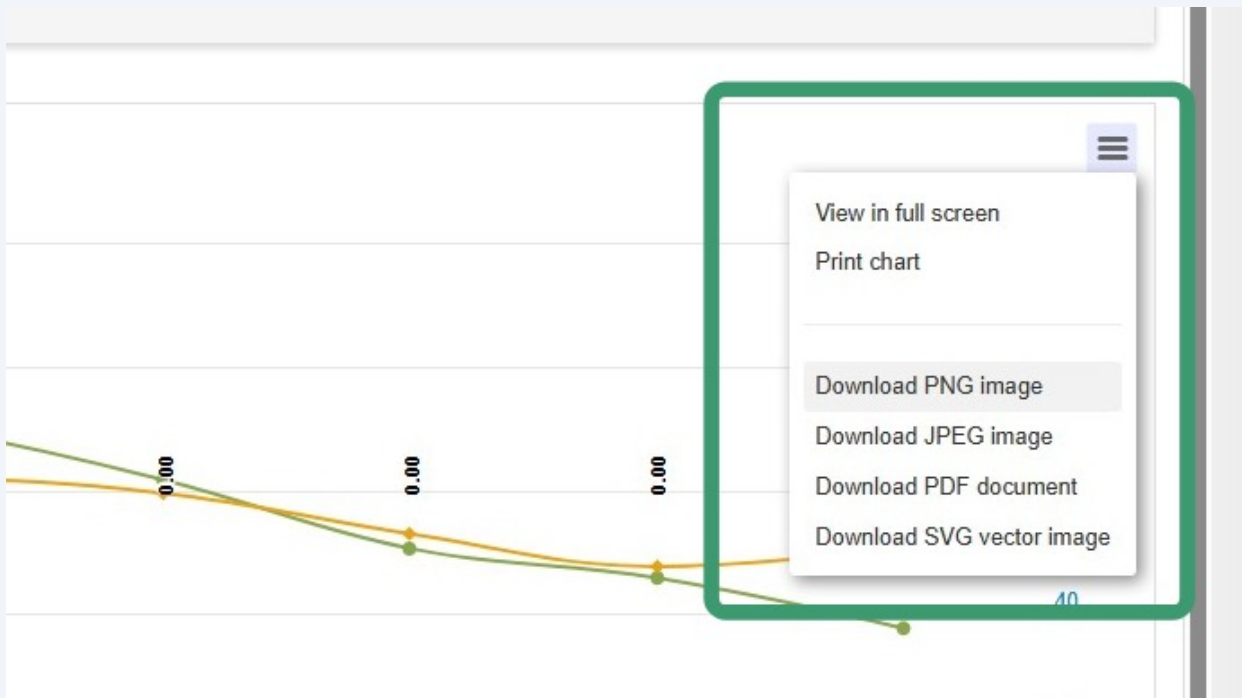 View in full screen
Print chart
Download PNG image
Download JPEG image
Download PDF document
Download SVG vector image
0.00
0.00
0.00
40